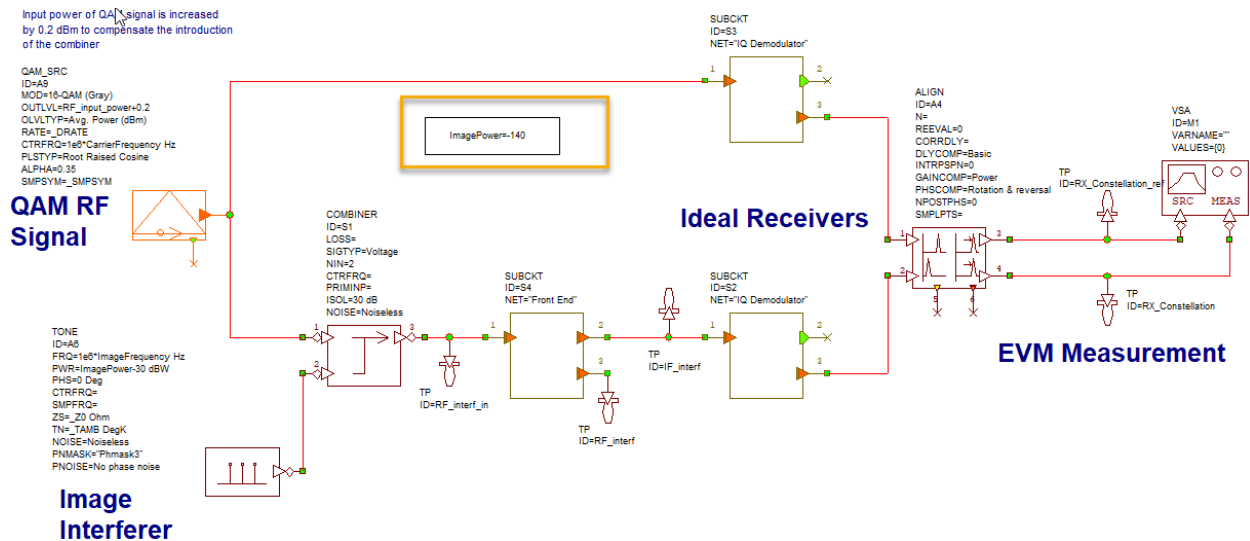 Input power of QAM signal is increased
by 0.2 dBm to compensate the introduction
of the combiner
QAM_SRC
ID=A9
MOD=16-QAM (Gray)
OUTLVL=RF_input_power+0.2
OLVLTYP=Avg. Power (dBm)
RATE=_DRATE
CTRFRQ=1e6*CarrierFrequency Hz
PLSTYP=Root Raised Cosine
ALPHA=0.35
SMPSYM=_SMPSYM
QAM RF
Signal
ImagePower=-140
SUBCKT
ID=S3
NET="IQ Demodulator"
1
2
3
ALIGN
ID=A4
N=
REEVAL=0
CORRDLY=
DLYCOMP=Basic
INTRPSPN=0
GAINCOMP=Power
PHSCOMP=Rotation & reversal
NPOSTPHS=0
SMPLPTS=
1
2
3
4
5
6
VSA
ID=M1
VARNAME=""
VALUES={0}
SRC MEAS
TP
ID=RX_Constellation_ref
TP
ID=RX_Constellation
Ideal Receivers
EVM Measurement
COMBINER
ID=S1
LOSS=
SIGTYP=Voltage
NIN=2
CTRFRQ=
PRIMINP=
ISOL=30 dB
NOISE=Noiseless
1
2
3
TP
ID=RF_interf_in
SUBCKT
ID=S4
NET="Front End"
1
2
3
TP
ID=IF_interf
TP
ID=RF_interf
SUBCKT
ID=S2
NET="IQ Demodulator"
1
2
3
TONE
ID=A6
FRQ=1e6*ImageFrequency Hz
PWR=ImagePower-30 dBW
PHS=0 Deg
CTRFRQ=
SMPFRQ=
ZS=_Z0 Ohm
TN=_TAMB DegK
NOISE=Noiseless
PNMASK="Phmask3"
PNOISE=No phase noise
Image
Interferer